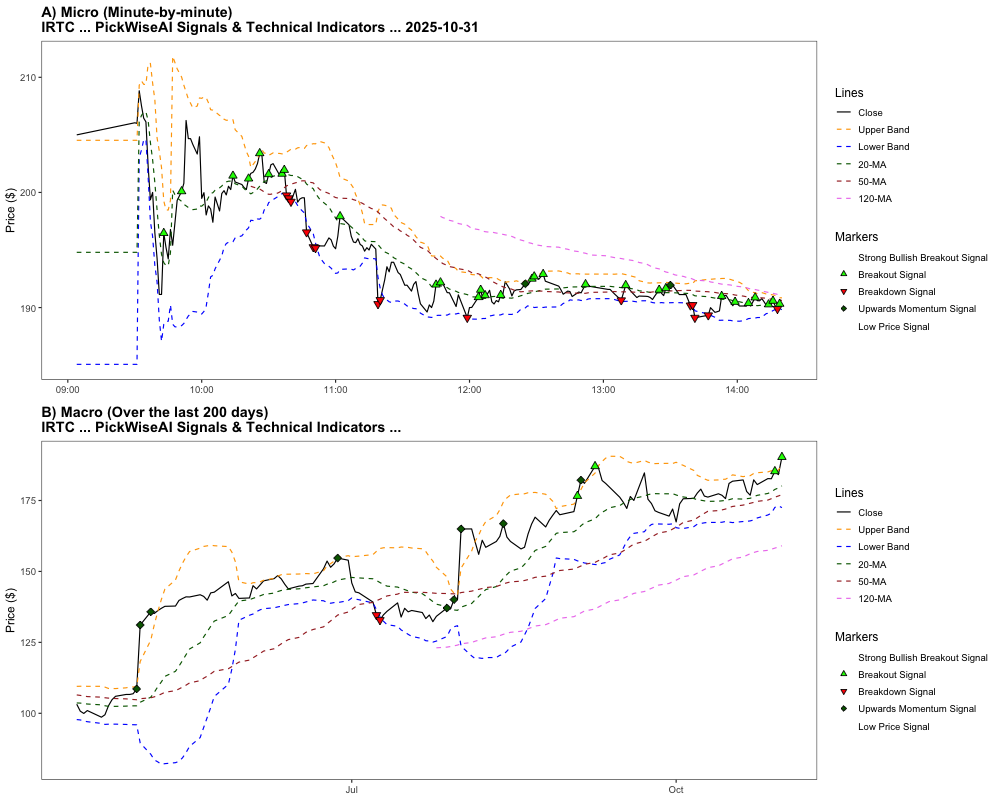 A) Micro (Minute-by-minute)
IRTC ... PickWiseAI Signals & Technical Indicators ... 2025-10-31
Price ($)
210
200
190
09:00
10:00
11:00
12:00
13:00
14:00
Lines
Close
Upper Band
Lower Band
20-MA
50-MA
120-MA
Markers
Strong Bullish Breakout Signal
Breakout Signal
Breakdown Signal
Upwards Momentum Signal
Low Price Signal
B) Macro (Over the last 200 days)
IRTC ... PickWiseAI Signals & Technical Indicators ...
Price ($)
175
150
125
100
Jul
Oct
Lines
Close
Upper Band
Lower Band
20-MA
50-MA
120-MA
Markers
Strong Bullish Breakout Signal
Breakout Signal
Breakdown Signal
Upwards Momentum Signal
Low Price Signal